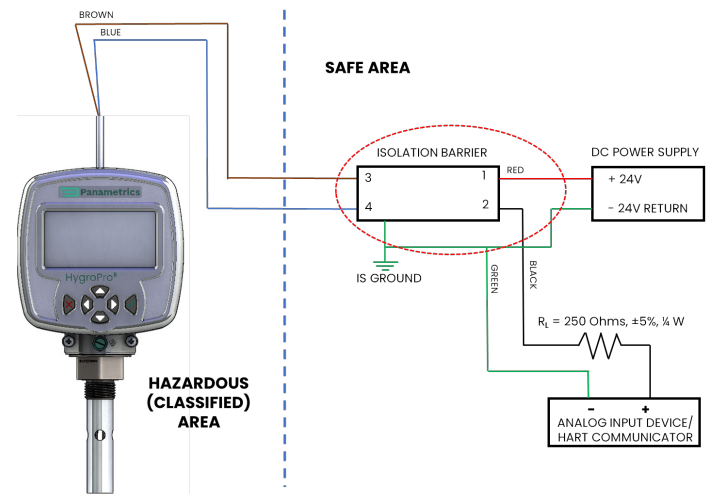 BROWN
BLUE
SAFE AREA
ISOLATION BARRIER
DC POWER SUPPLY
3
1
RED
+ 24V
4
2
- 24V RETURN
Panametrics
IS GROUND
GREEN
BLACK
HygroPro®
RL = 250 Ohms, ±5%, ¼ W
HAZARDOUS
(CLASSIFIED)
AREA
- +
ANALOG INPUT DEVICE/
HART COMMUNICATOR